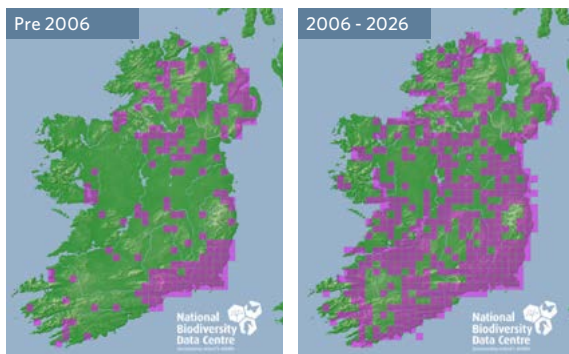 Pre 2006
National
Biodiversity
Data Centre
2006 - 2026
National
Biodiversity
Data Centre